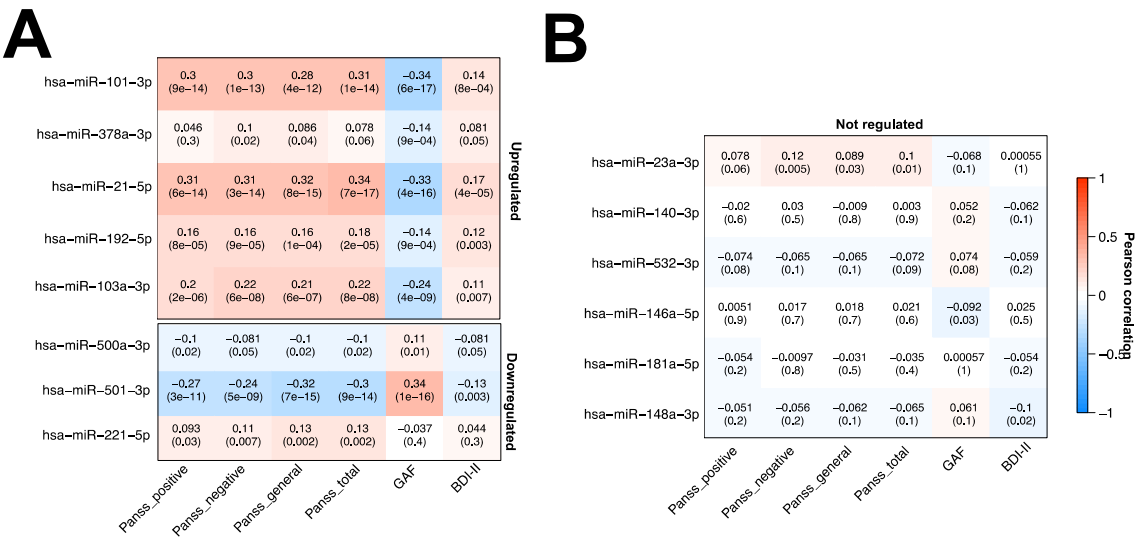 A
hsa−miR−101−3p 0.3 0.3 0.28 0.31 −0.34 0.14
(9e−14) (1e−13) (4e−12) (1e−14) (6e−17) (8e−04)
hsa−miR−378a−3p 0.046 0.1 0.086 0.078 −0.14 0.081
(0.3) (0.02) (0.04) (0.06) (9e−04) (0.05)
hsa−miR−21−5p 0.31 0.31 0.32 0.34 −0.33 0.17
(6e−14) (3e−14) (8e−15) (7e−17) (4e−16) (4e−05)
hsa−miR−192−5p 0.16 0.16 0.16 0.18 −0.14 0.12
(8e−05) (9e−05) (1e−04) (2e−05) (9e−04) (0.003)
hsa−miR−103a−3p 0.2 0.22 0.21 0.22 −0.24 0.11
(2e−06) (6e−08) (6e−07) (8e−08) (4e−09) (0.007)
Upregulated
hsa−miR−500a−3p −0.1 −0.081 −0.1 −0.1 0.11 −0.081
(0.02) (0.05) (0.02) (0.02) (0.01) (0.05)
hsa−miR−501−3p −0.27 −0.24 −0.32 −0.3 0.34 −0.13
(3e−11) (5e−09) (7e−15) (9e−14) (1e−16) (0.003)
hsa−miR−221−5p 0.093 0.11 0.13 0.13 −0.037 0.044
(0.03) (0.007) (0.002) (0.002) (0.4) (0.3)
Downregulated
Panss_positive Panss_negative Panss_general Panss_total GAF BDI−II
B
Not regulated
hsa−miR−23a−3p 0.078 0.12 0.089 0.1 −0.068 0.00055
(0.06) (0.005) (0.03) (0.01) (0.1) (1)
hsa−miR−140−3p −0.02 0.03 −0.009 0.003 0.052 −0.062
(0.6) (0.5) (0.8) (0.9) (0.2) (0.1)
hsa−miR−532−3p −0.074 −0.065 −0.065 −0.072 0.074 −0.059
(0.08) (0.1) (0.1) (0.09) (0.08) (0.2)
hsa−miR−146a−5p 0.0051 0.017 0.018 0.021 −0.092 0.025
(0.9) (0.7) (0.7) (0.6) (0.03) (0.5)
hsa−miR−181a−5p −0.054 −0.0097 −0.031 −0.035 0.00057 −0.054
(0.2) (0.8) (0.5) (0.4) (1) (0.2)
hsa−miR−148a−3p −0.051 −0.056 −0.062 −0.065 0.061 −0.1
(0.2) (0.2) (0.1) (0.1) (0.1) (0.02)
Panss_positive Panss_negative Panss_general Panss_total GAF BDI−II
1
0.5
0
−0.5
−1
Pearson correlation